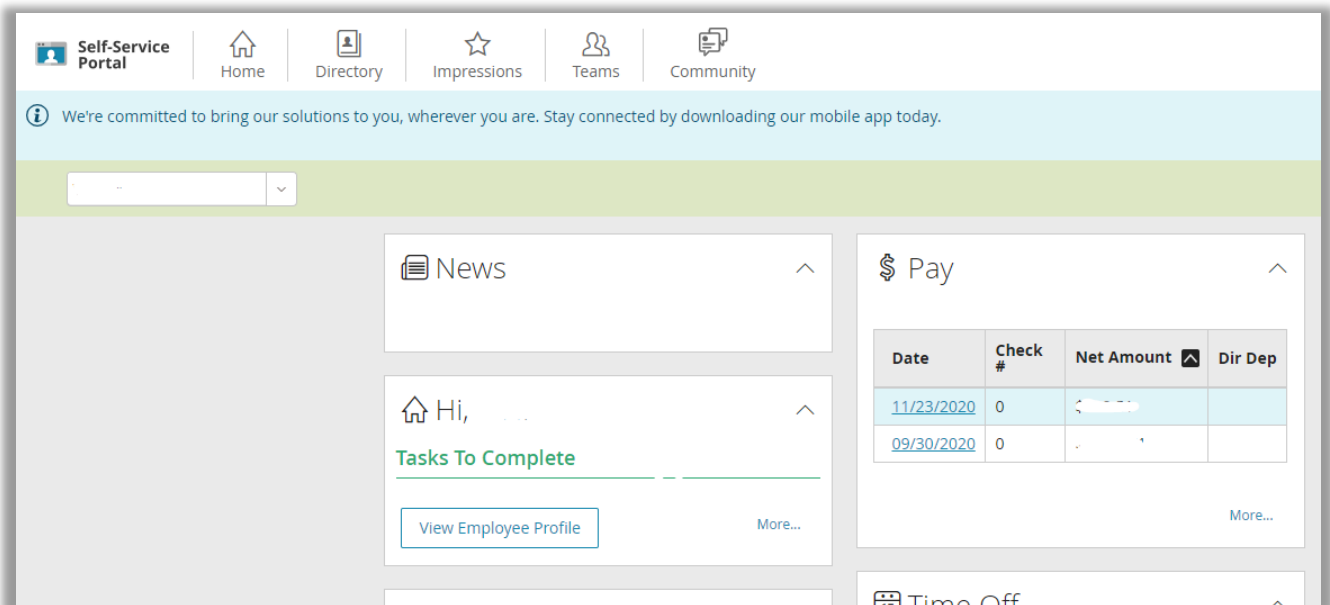 Self-Service
Portal
Home
Directory
Impressions
Teams
Community
We're committed to bring our solutions to you, wherever you are. Stay connected by downloading our mobile app today.
News
Hi,
Tasks To Complete
View Employee Profile
More...
$ Pay
Date Check # Net Amount Dir Dep
11/23/2020 0
09/30/2020 0
More...
Time Off